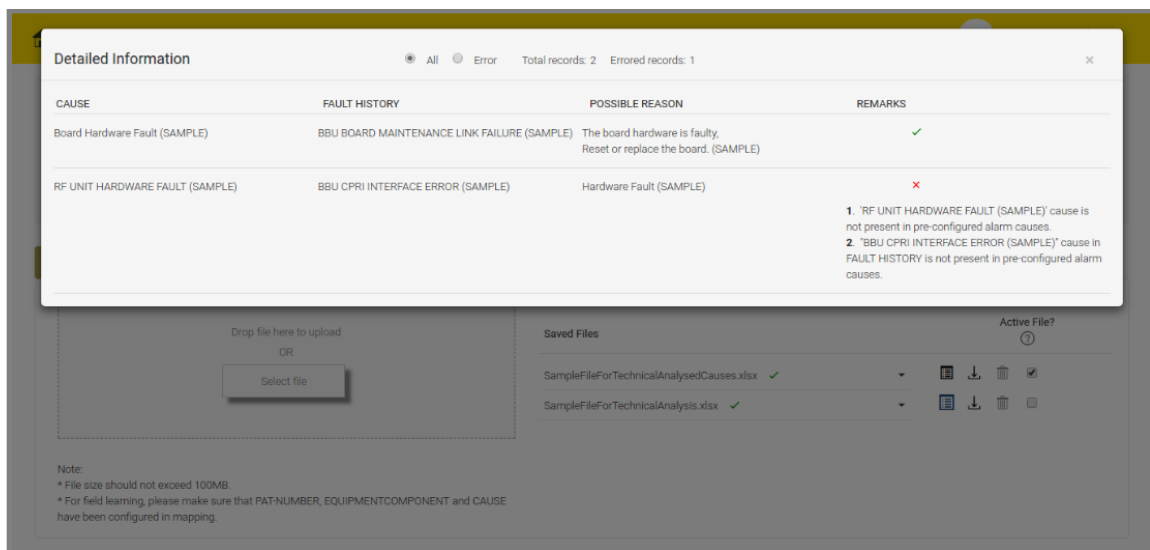 Detailed Information
All Error Total records: 2 Errored records: 1 ×
CAUSE FAULT HISTORY POSSIBLE REASON REMARKS
Board Hardware Fault (SAMPLE) BBU BOARD MAINTENANCE LINK FAILURE (SAMPLE) The board hardware is faulty,
Reset or replace the board. (SAMPLE)
RF UNIT HARDWARE FAULT (SAMPLE) BBU CPRI INTERFACE ERROR (SAMPLE) Hardware Fault (SAMPLE)
1. 'RF UNIT HARDWARE FAULT (SAMPLE)' cause is
not present in pre-configured alarm causes.
2. "BBU CPRI INTERFACE ERROR (SAMPLE)" cause in
FAULT HISTORY is not present in pre-configured alarm
causes.
Drop file here to upload
OR
Select file
Saved Files
Active File?
?
SampleFileForTechnicalAnalysedCauses.xlsx
SampleFileForTechnicalAnalysis.xlsx
Note:
* File size should not exceed 100MB.
* For field learning, please make sure that PAT-NUMBER, EQUIPMENTCOMPONENT and CAUSE
have been configured in mapping.